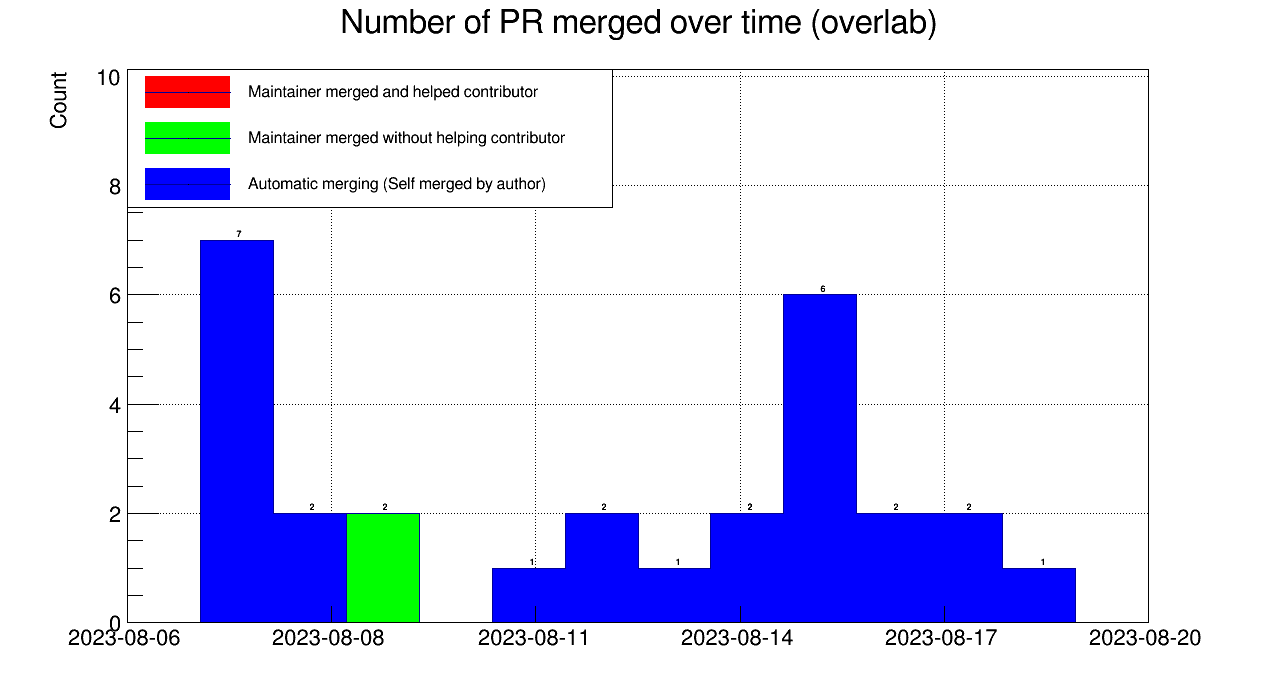 Number of PR merged over time (overlab)
Count
10
8
6
4
2
0
Maintainer merged and helped contributor
Maintainer merged without helping contributor
Automatic merging (Self merged by author)
7
2
2
1
2
1
2
6
2
2
1
2023-08-06 2023-08-08 2023-08-11 2023-08-14 2023-08-17 2023-08-20